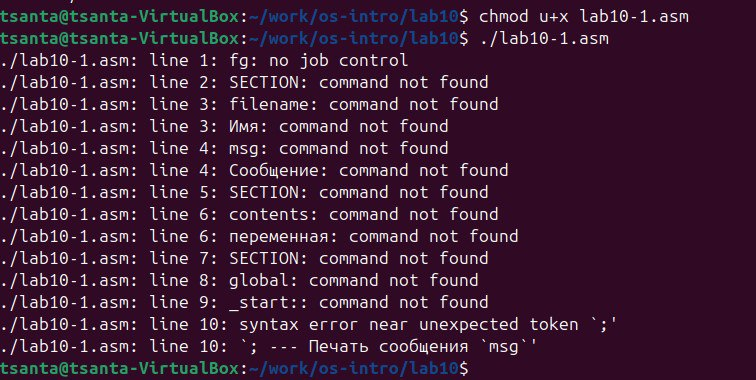 tsanta@tsanta-VirtualBox:~/work/os-intro/lab10$ chmod u+x lab10-1.asm
tsanta@tsanta-VirtualBox:~/work/os-intro/lab10$ ./lab10-1.asm
./lab10-1.asm: line 1: fg: no job control
./lab10-1.asm: line 2: SECTION: command not found
./lab10-1.asm: line 3: filename: command not found
./lab10-1.asm: line 3: Имя: command not found
./lab10-1.asm: line 4: msg: command not found
./lab10-1.asm: line 4: Сообщение: command not found
./lab10-1.asm: line 5: SECTION: command not found
./lab10-1.asm: line 6: contents: command not found
./lab10-1.asm: line 6: переменная: command not found
./lab10-1.asm: line 7: SECTION: command not found
./lab10-1.asm: line 8: global: command not found
./lab10-1.asm: line 9: _start:: command not found
./lab10-1.asm: line 10: syntax error near unexpected token `;'
./lab10-1.asm: line 10: `; --- Печать сообщения `msg`'
tsanta@tsanta-VirtualBox:~/work/os-intro/lab10$